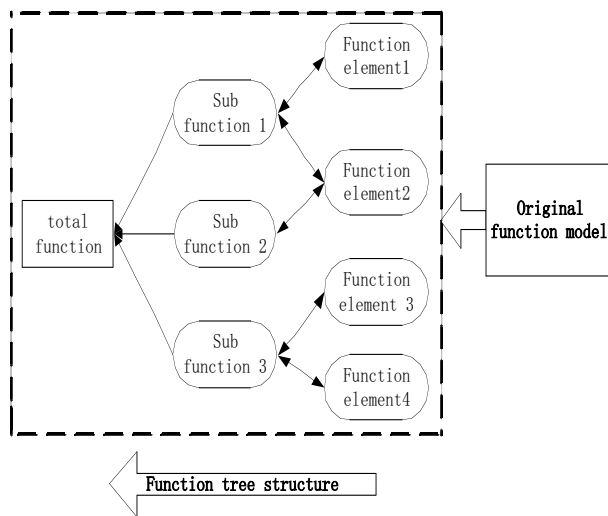 Function
element1
Sub
function 1
Function
element2
total
function
Sub
function 2
Original
function model
Function
element 3
Sub
function 3
Function
element4
Function tree structure